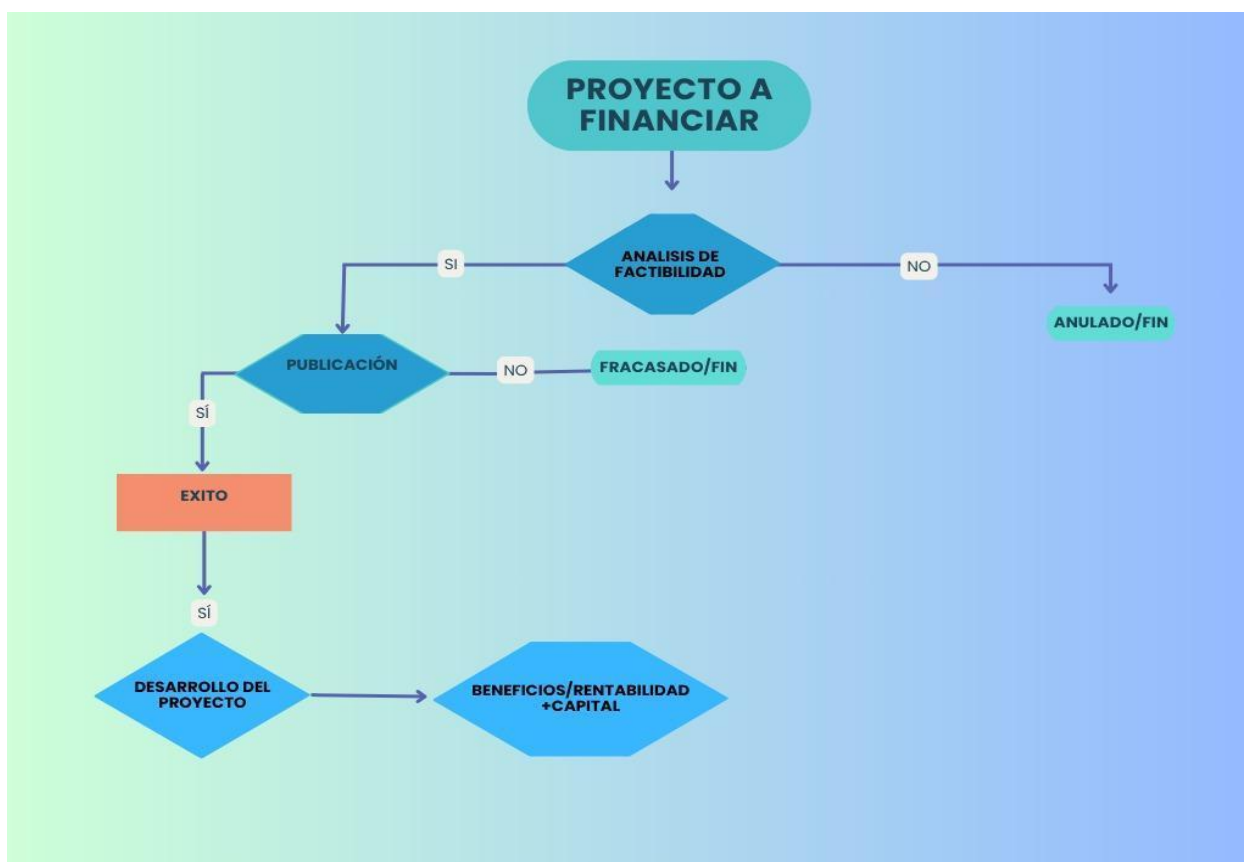 PROYECTO A
FINANCIAR
ANALISIS DE
FACTIBILIDAD
SI
NO
ANULADO/FIN
PUBLICACIÓN
NO
FRACASADO/FIN
SÍ
EXITO
SÍ
DESARROLLO DEL
PROYECTO
BENEFICIOS/RENTABILIDAD
+CAPITAL